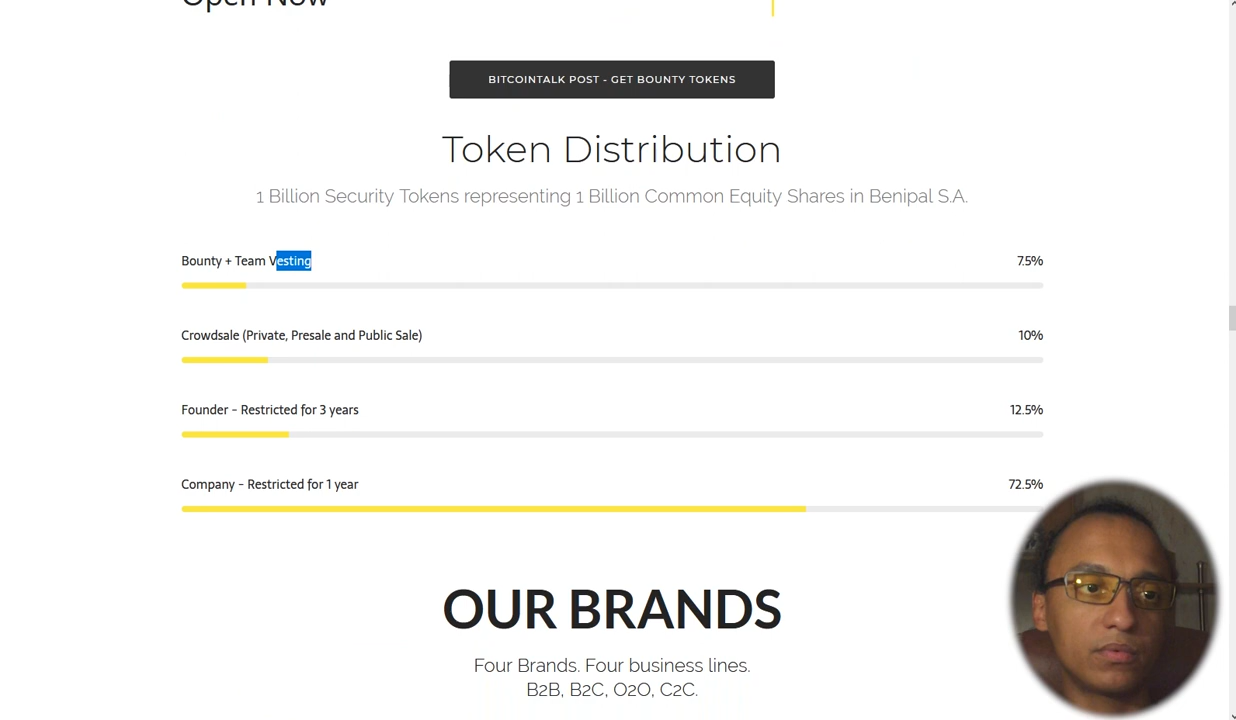 Open Now
BITCOINTALK POST - GET BOUNTY TOKENS
Token Distribution
1 Billion Security Tokens representing 1 Billion Common Equity Shares in Benipal S.A.
Bounty + Team Vesting 7.5%
Crowdsale (Private, Presale and Public Sale) 10%
Founder - Restricted for 3 years 12.5%
Company - Restricted for 1 year 72.5%
OUR BRANDS
Four Brands. Four business lines.
B2B, B2C, O2O, C2C.